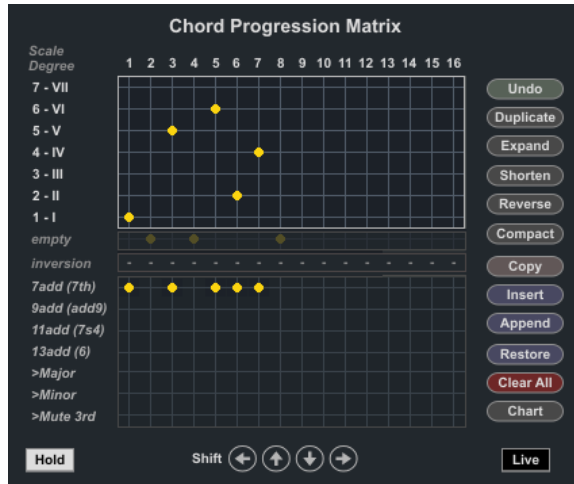 Chord Progression Matrix
Scale
Degree
1 2 3 4 5 6 7 8 9 10 11 12 13 14 15 16
7 - VII
6 - VI
5 - V
4 - IV
3 - III
2 - II
1 - I
empty
inversion - - - - - - - - - - - - - - - -
7add (7th)
9add (add9)
11add (7s4)
13add (6)
>Major
>Minor
>Mute 3rd
Undo
Duplicate
Expand
Shorten
Reverse
Compact
Copy
Insert
Append
Restore
Clear All
Chart
Hold
Shift
Live